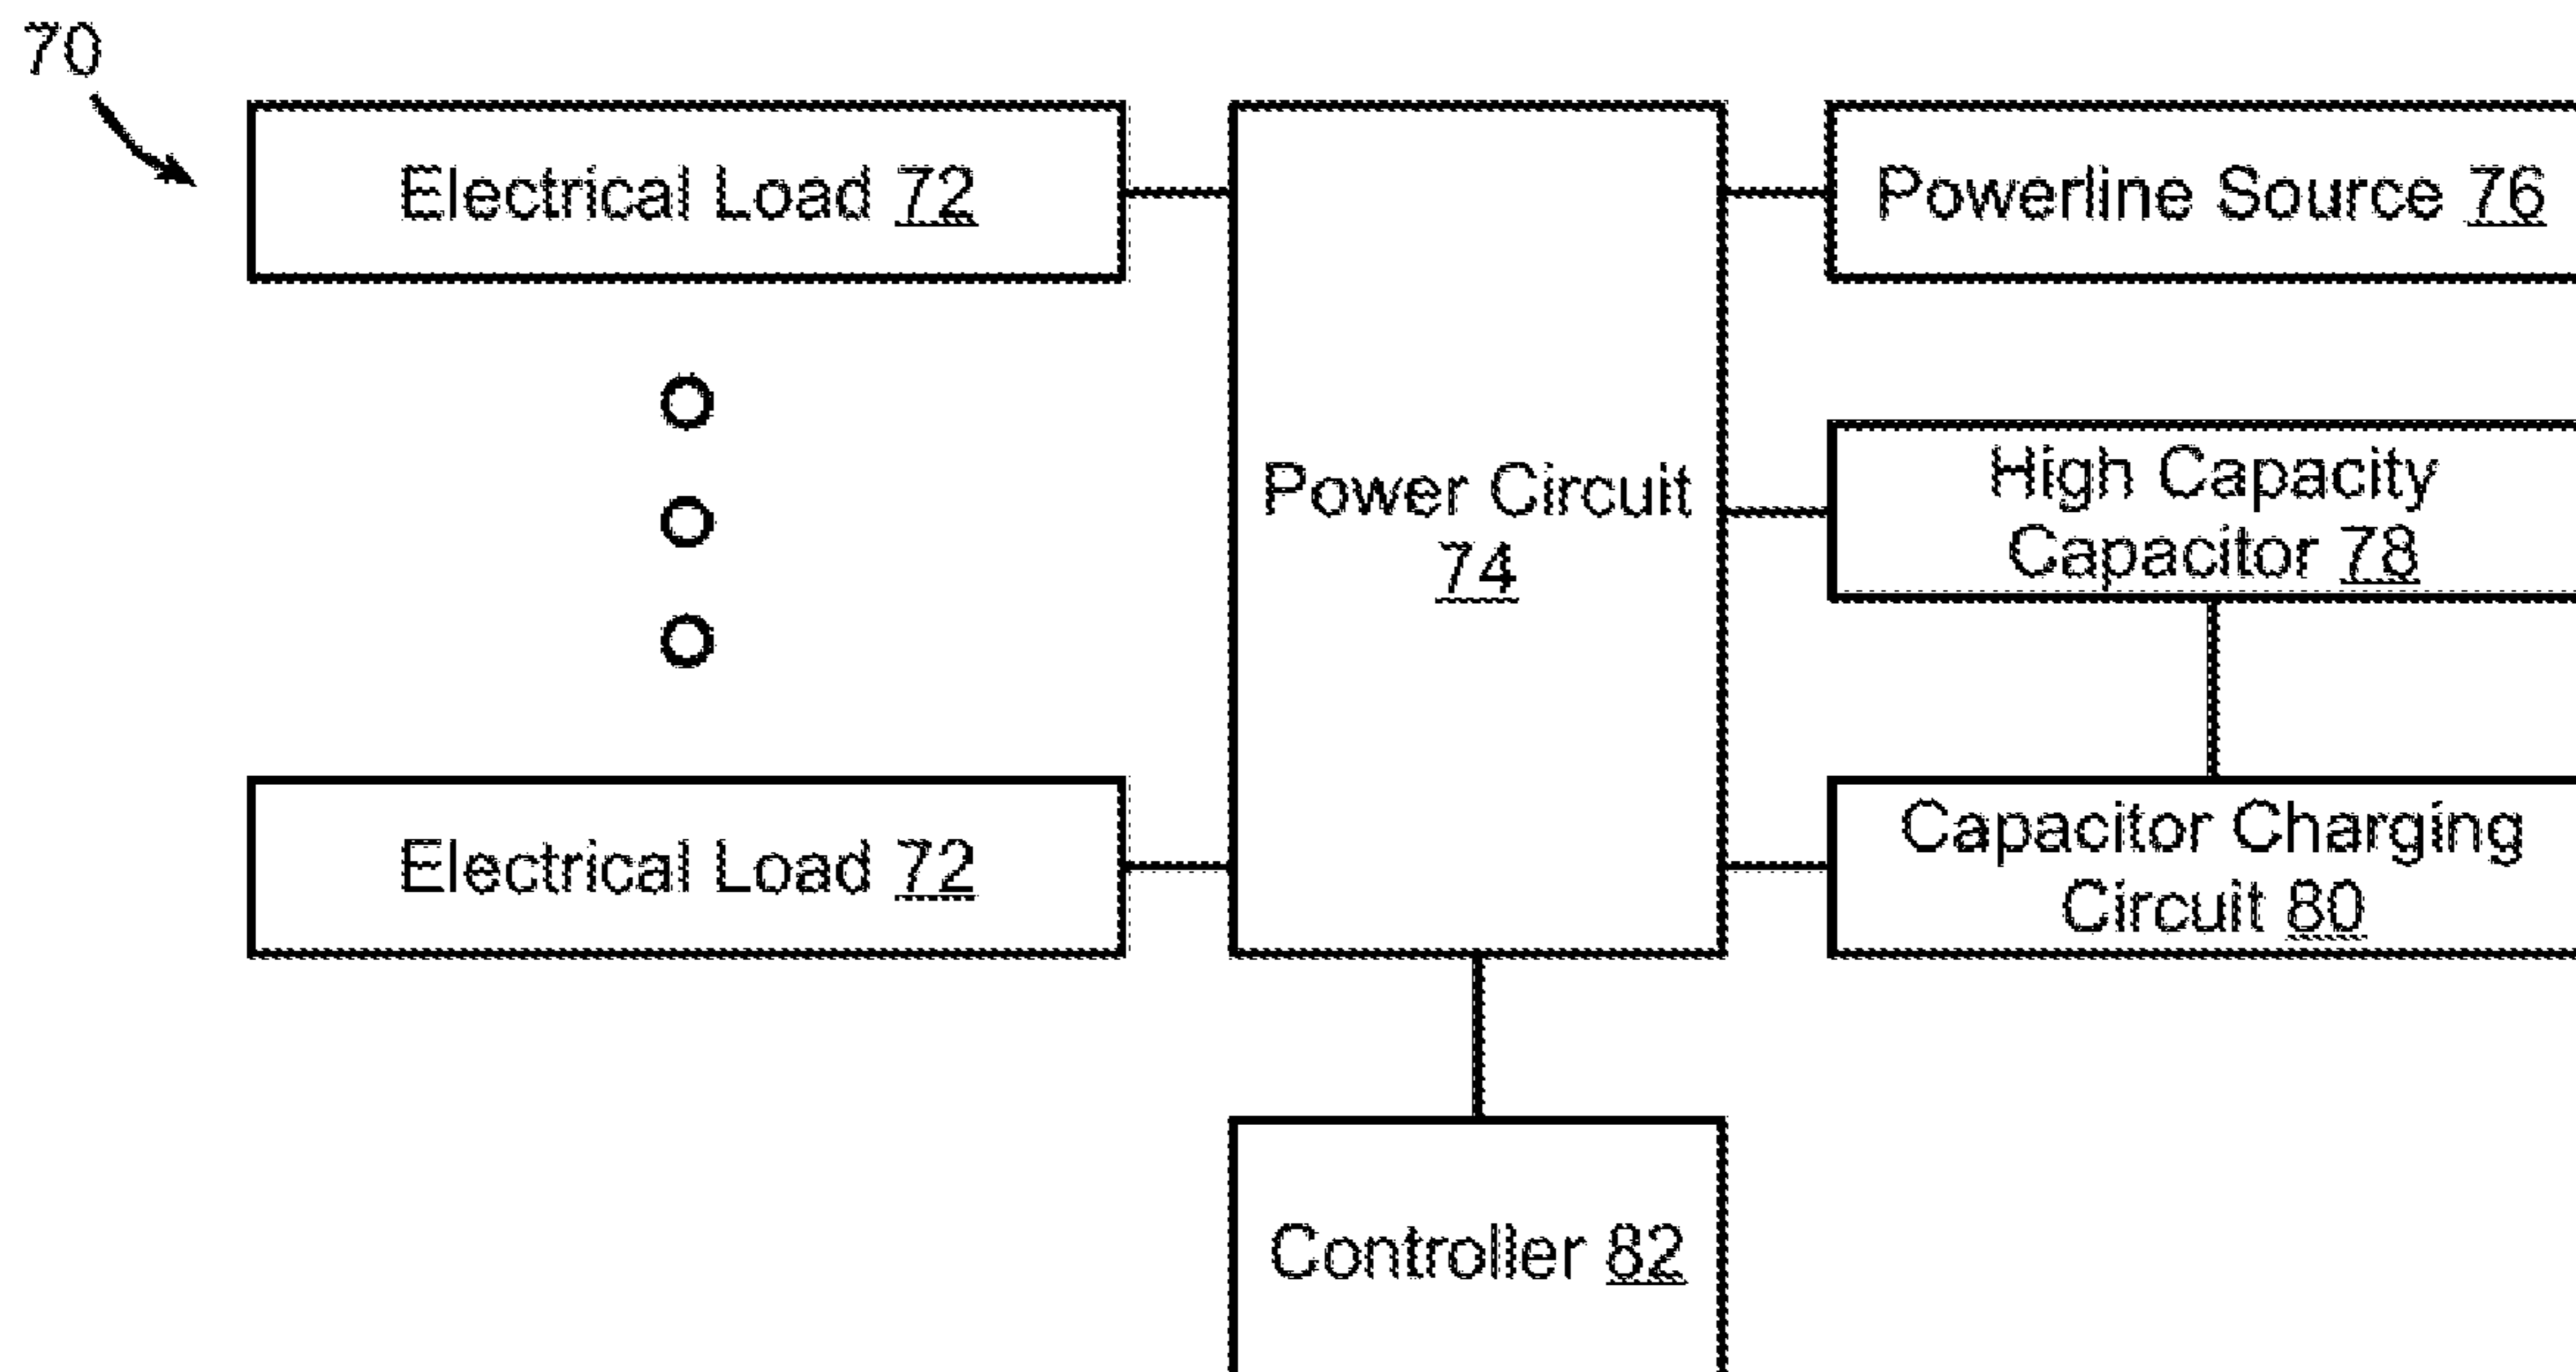 70
Electrical Load 72
Powerline Source 76
High Capacity
Capacitor 78
Power Circuit
74
Electrical Load 72
Capacitor Charging
Circuit 80
Controller 82